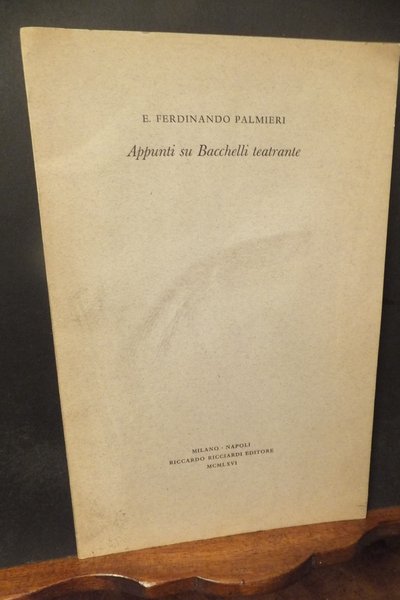 E. FERDINANDO PALMIERI
Appunti su Bacchelli teatrante
MILANO · NAPOLI
RICCARDO RICCIARDI EDITORE
MCMLXVI